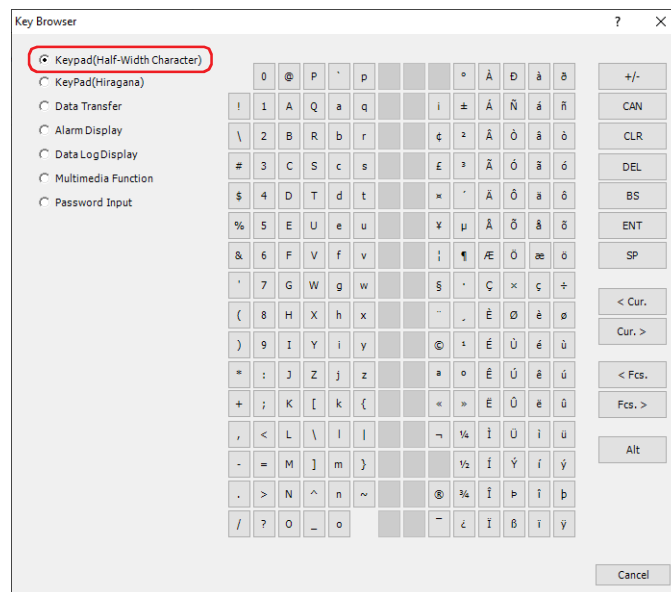 Key Browser ? ×
Keypad(Half-Width Character)
KeyPad(Hiragana)
Data Transfer
Alarm Display
Data LogDisplay
Multimedia Function
Password Input
0 @ P ` p ° À Ð à ð
! 1 A Q a q ¡ ± Á Ñ á ñ
\ 2 B R b r ¢ ² Â Ò â ò
# 3 C S c s £ ³ Ã Ó ã ó
$ 4 D T d t ¤ ´ Ä Ô ä ô
% 5 E U e u ¥ µ Å Õ å õ
& 6 F V f v ¦ ¶ Æ Ö æ ö
' 7 G W g w § · Ç × ç ÷
( 8 H X h x ¨ ¸ È Ø è ø
) 9 I Y i y © ¹ É Ù é ù
* : J Z j z ª º Ê Ú ê ú
+ ; K [ k { « » Ë Û ë û
, < L \ l | ¬ ¼ Ì Ü ì ü
- = M ] m } ½ Í Ý í ý
. > N ^ n ~ ® ¾ Î Þ î þ
/ ? O _ o ¯ ¿ Ï ß ï ÿ
+/-
CAN
CLR
DEL
BS
ENT
SP
< Cur.
Cur. >
< Fcs.
Fcs. >
Alt
Cancel